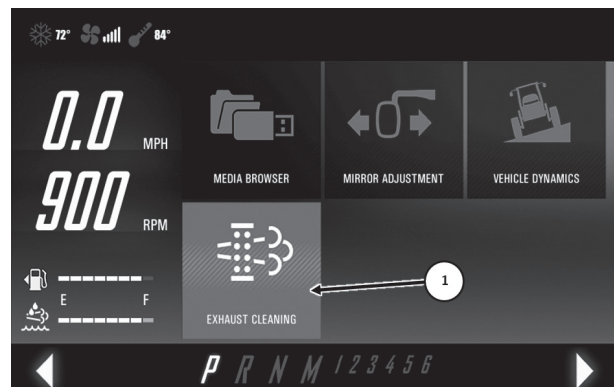 72° 84°
0.0 MPH
900 RPM
E F
MEDIA BROWSER
MIRROR ADJUSTMENT
VEHICLE DYNAMICS
EXHAUST CLEANING
1
P R N M 1 2 3 4 5 6